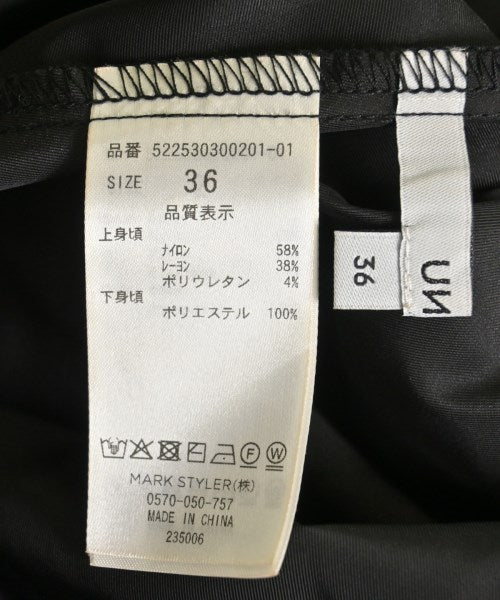 品番 522530300201-01
SIZE 36
品質表示
上身頃
ナイロン 58%
レーヨン 38%
ポリウレタン 4%
下身頃
ポリエステル 100%
F W
MARK STYLER(株)
0570-050-757
MADE IN CHINA
235006
36